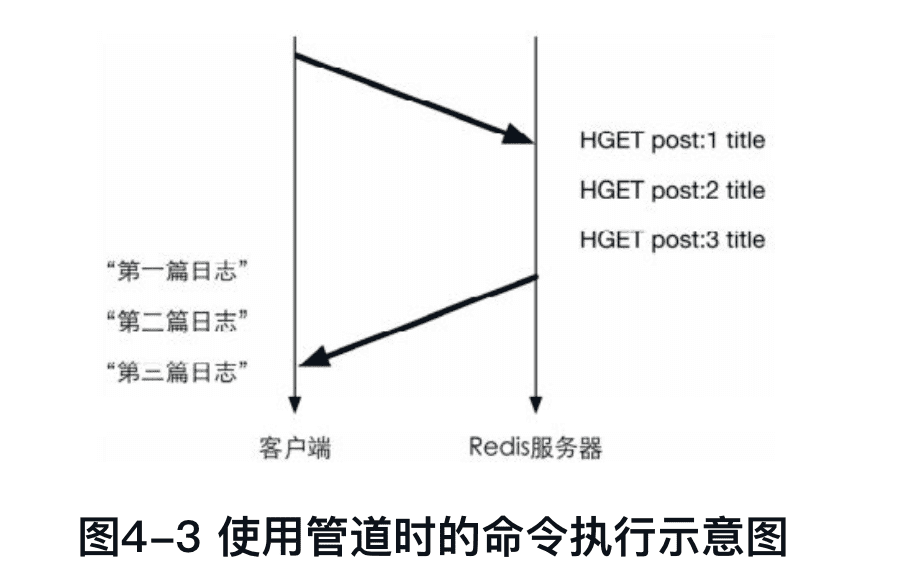 HGET post:1 title
HGET post:2 title
HGET post:3 title
“第一篇日志”
“第二篇日志”
“第三篇日志”
客户端
Redis服务器
图4-3 使用管道时的命令执行示意图